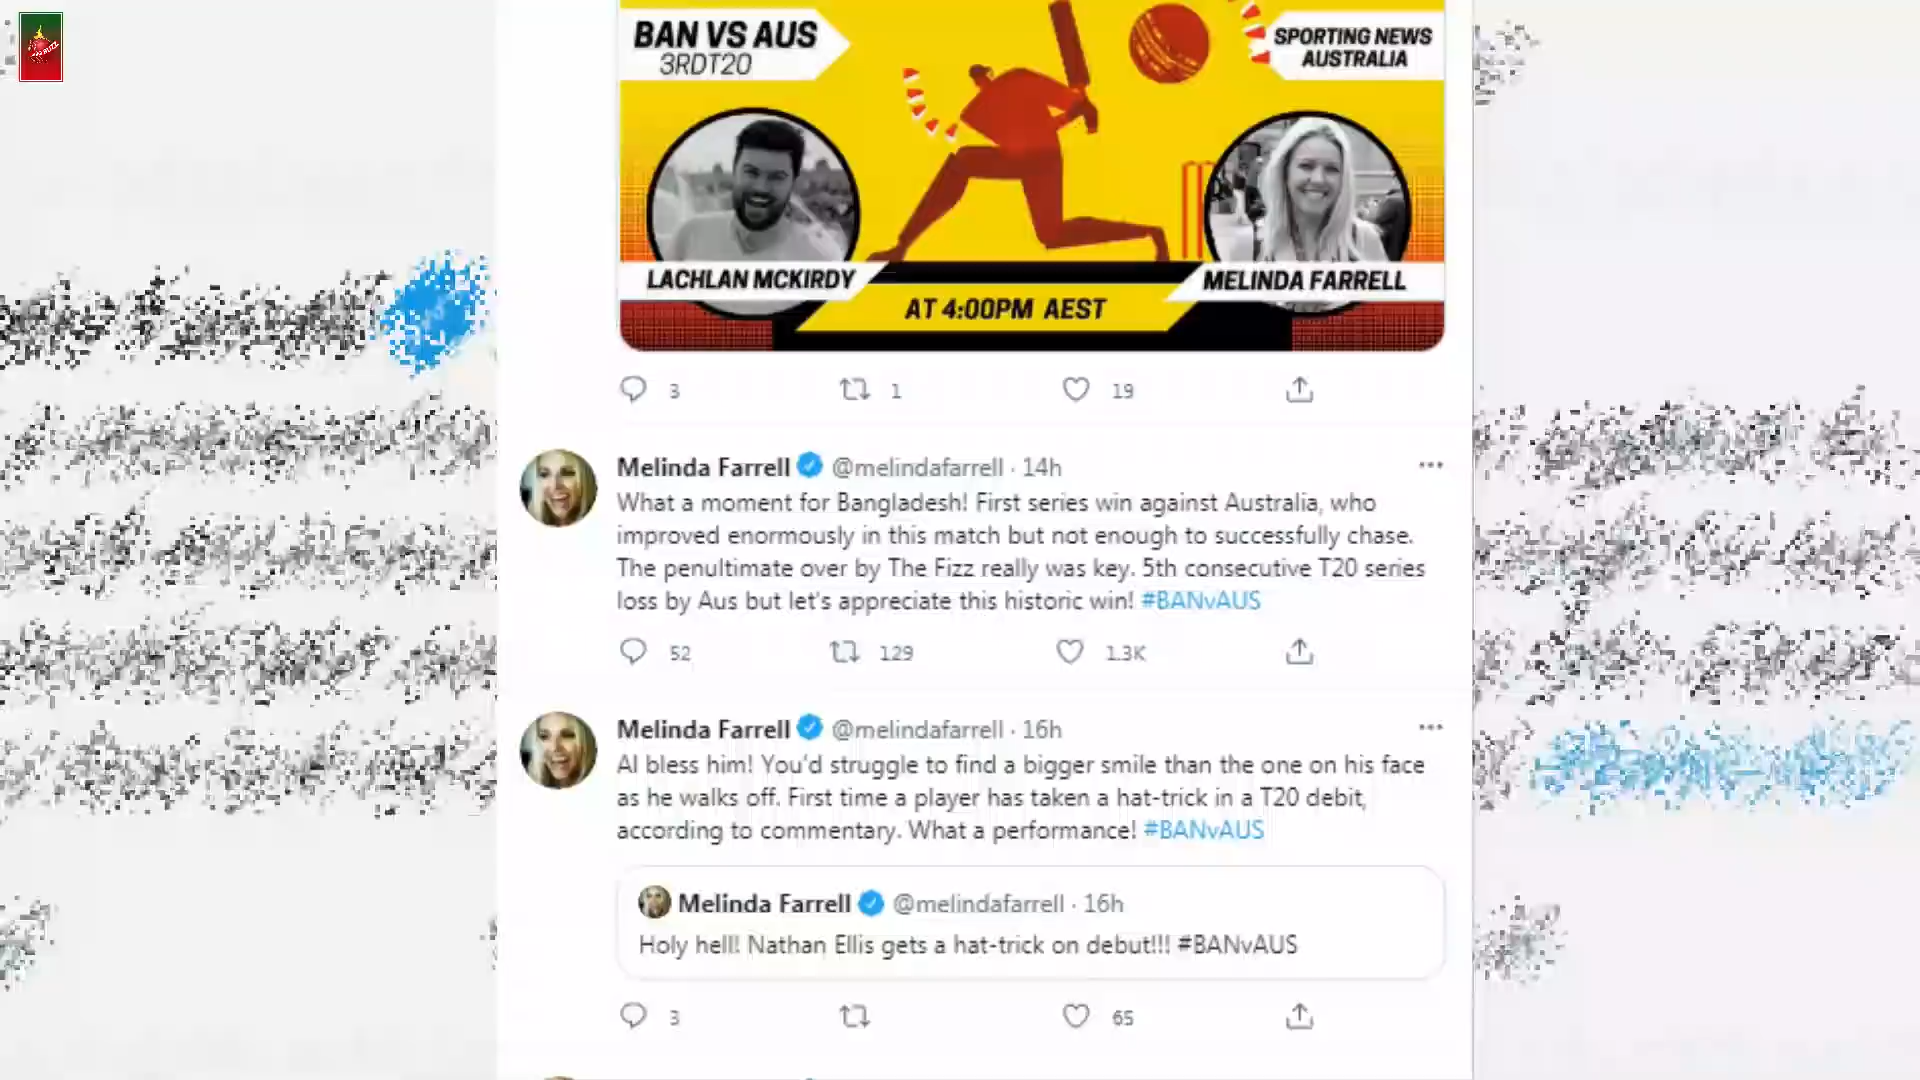 BAN VS AUS
3RDT20
SPORTING NEWS
AUSTRALIA
LACHLAN MCKIRDY
MELINDA FARRELL
AT 4:00PM AEST
3 1 19
Melinda Farrell @melindafarrell · 14h
What a moment for Bangladesh! First series win against Australia, who
improved enormously in this match but not enough to successfully chase.
The penultimate over by The Fizz really was key. 5th consecutive T20 series
loss by Aus but let's appreciate this historic win! #BANvAUS
52 129 1.3K
Melinda Farrell @melindafarrell · 16h
Al bless him! You'd struggle to find a bigger smile than the one on his face
as he walks off. First time a player has taken a hat-trick in a T20 debit,
according to commentary. What a performance! #BANvAUS
Melinda Farrell @melindafarrell · 16h
Holy hell! Nathan Ellis gets a hat-trick on debut!!! #BANvAUS
3 65